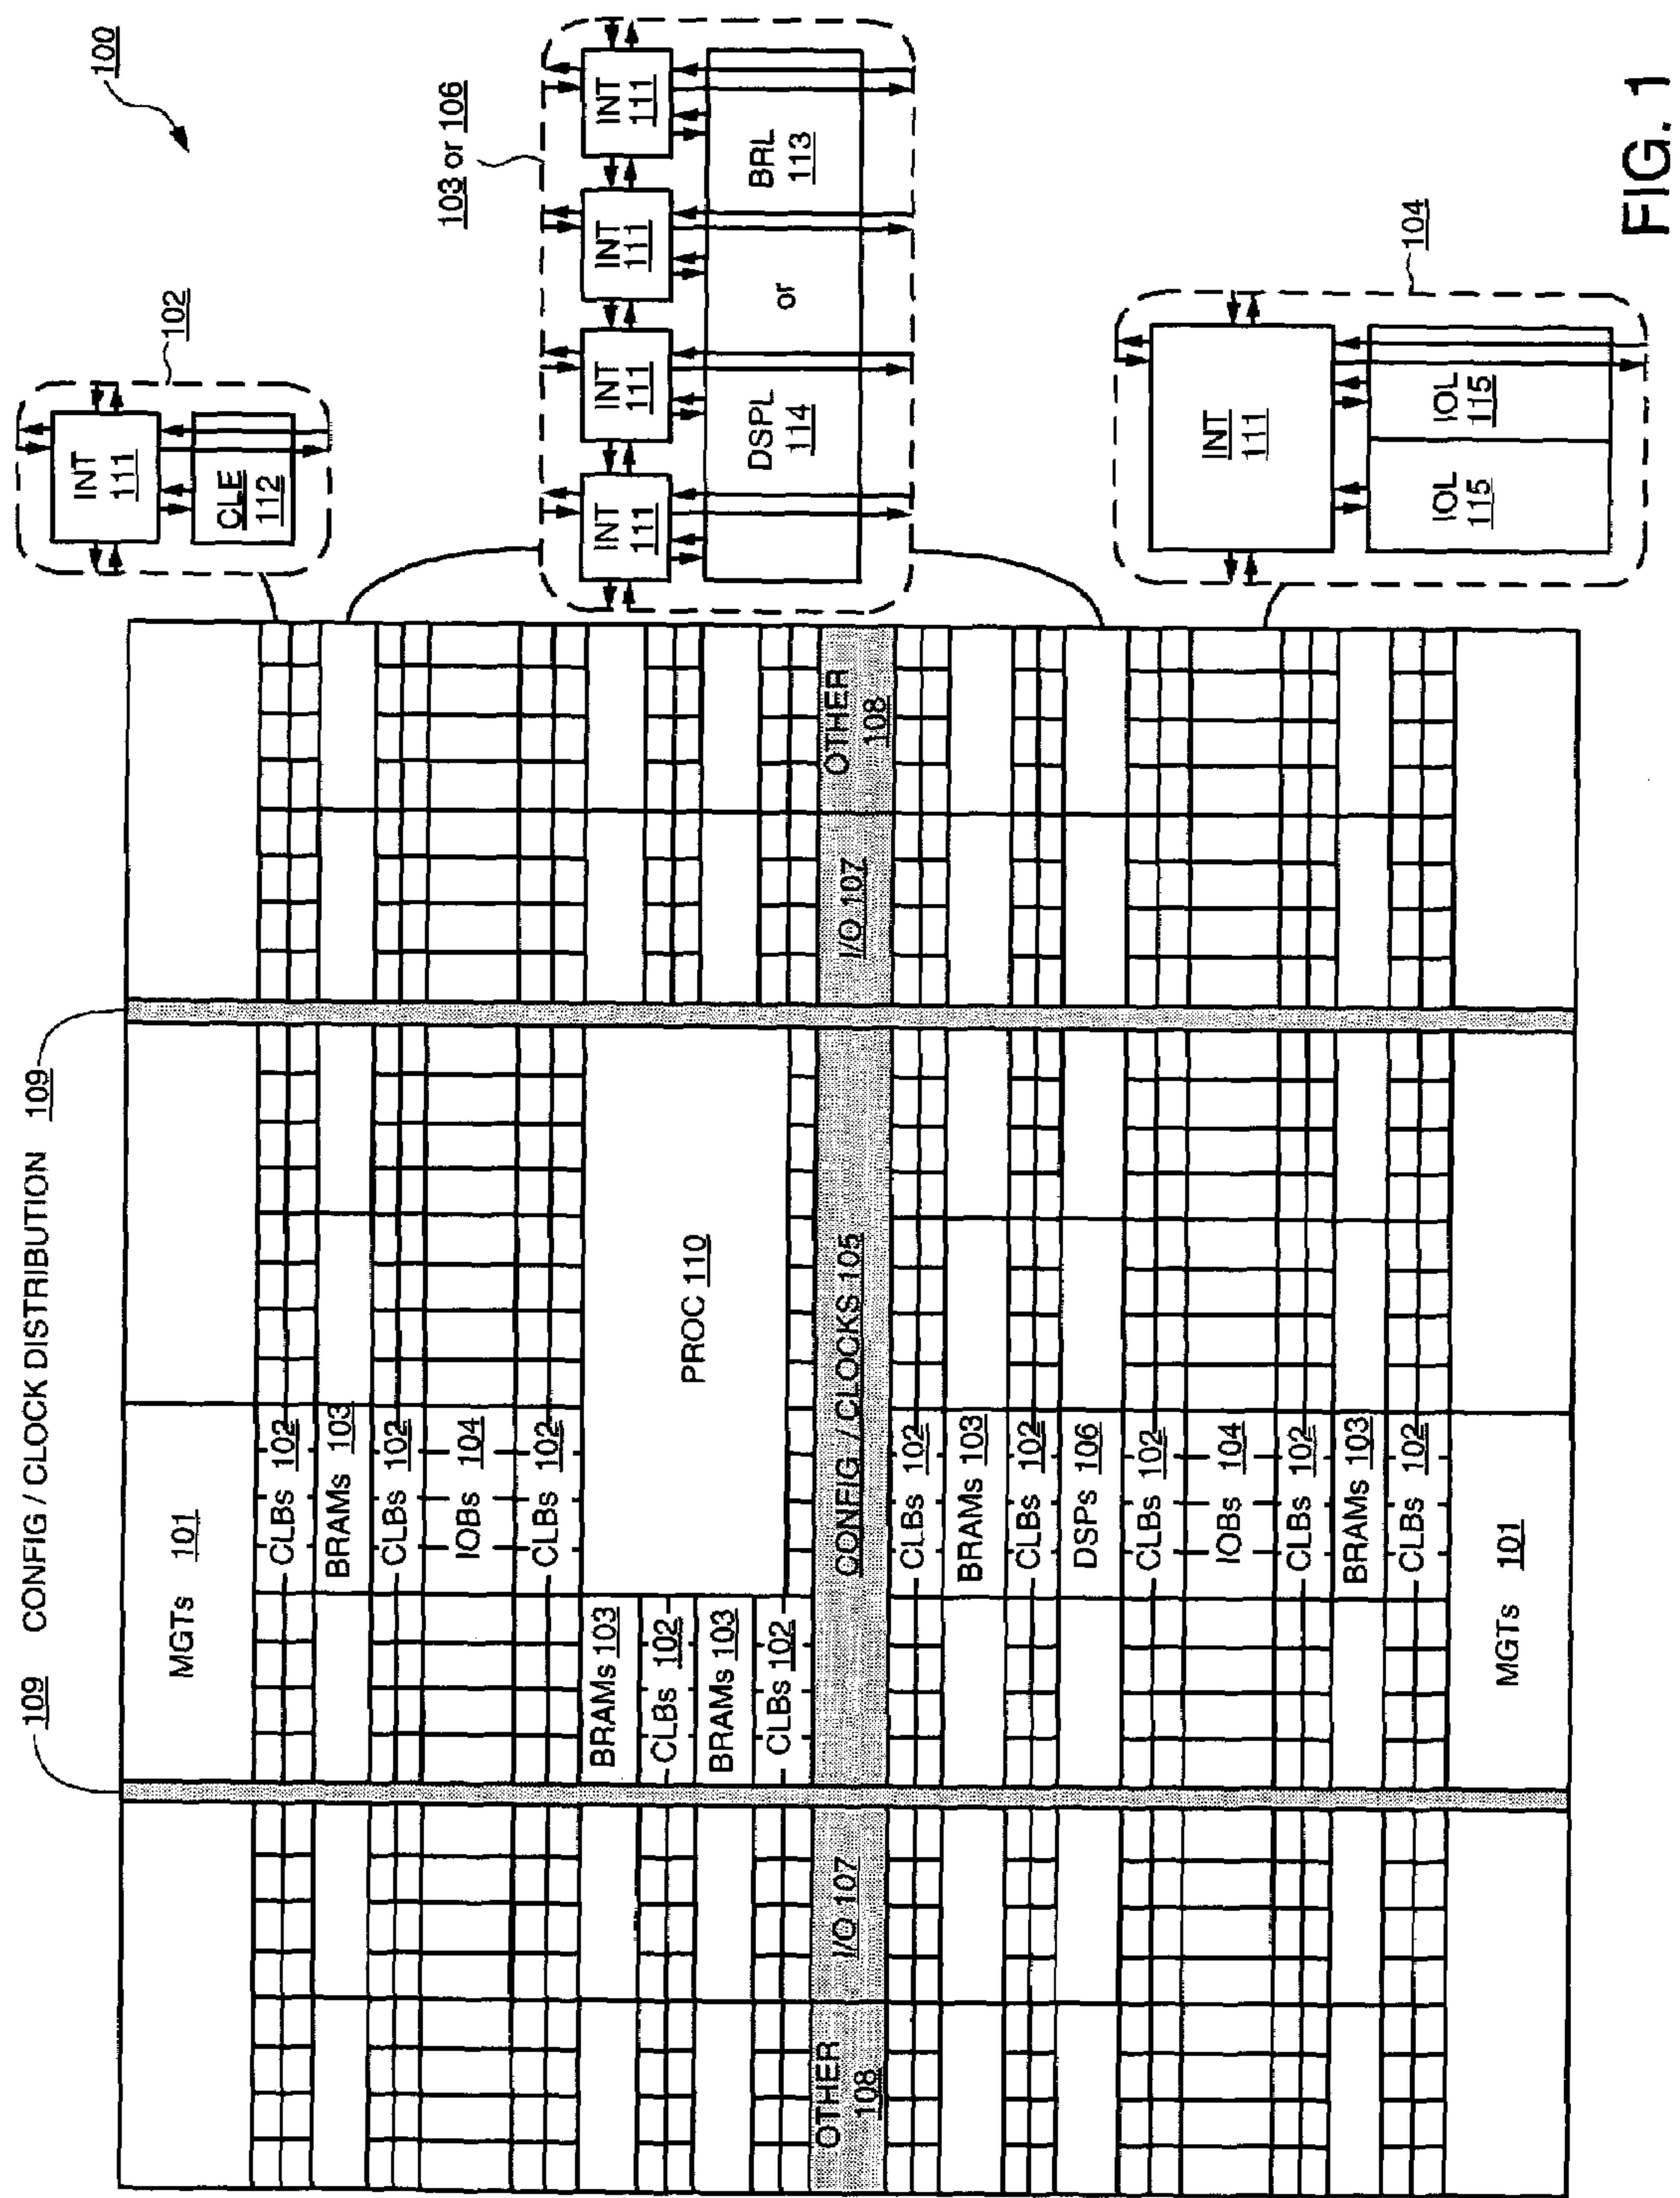 109
CONFIG / CLOCK DISTRIBUTION 109
100
MGTs 101
CLBs 102
BRAMs 103
CLBs 102
IOBs 104
CLBs 102
BRAMs 103
CLBs 102
BRAMs 103
CLBs 102
PROC 110
OTHER
108
I/O 107
CONFIG / CLOCKS 105
I/O 107
OTHER
108
CLBs 102
BRAMs 103
CLBs 102
DSPs 106
CLBs 102
IOBs 104
CLBs 102
BRAMs 103
CLBs 102
MGTs 101
102
INT
111
CLE
112
103 or 106
INT
111
INT
111
INT
111
INT
111
DSPL
114
or
BRL
113
104
INT
111
IOL
115
IOL
115
FIG. 1